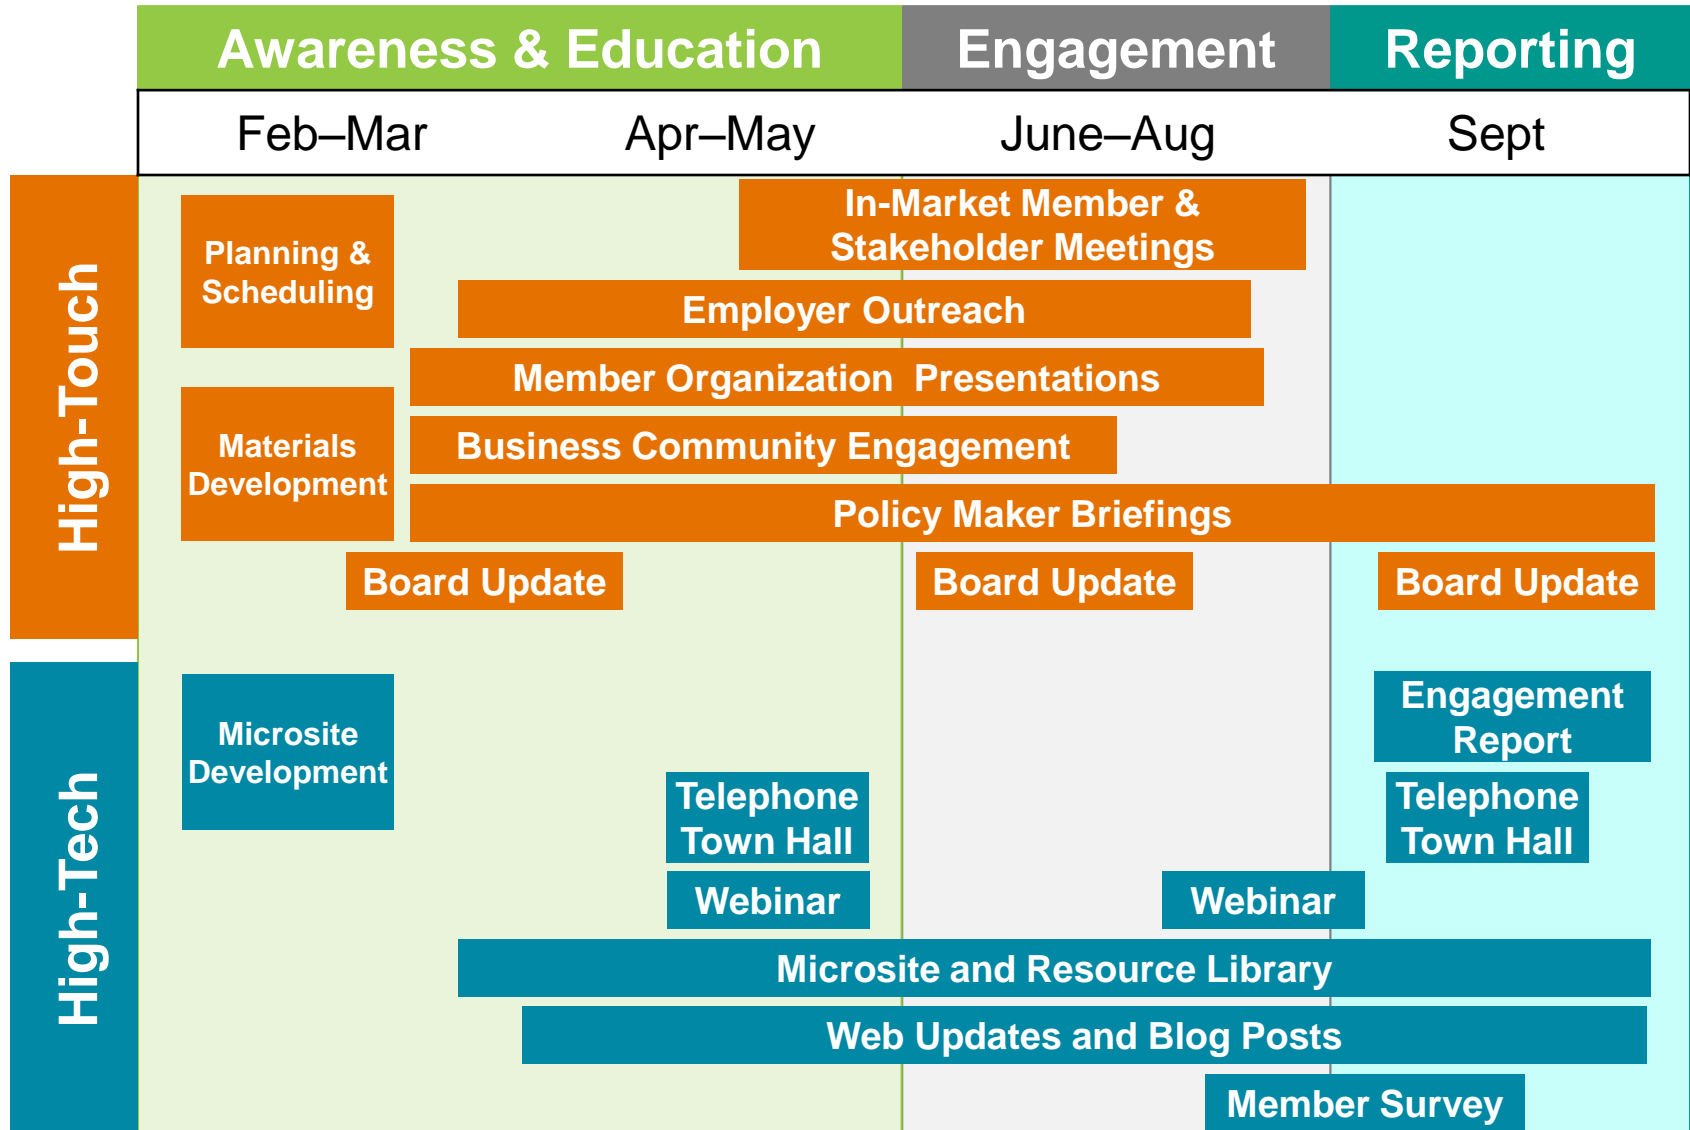 Awareness & Education
Engagement
Reporting
Feb–Mar
Apr–May
June–Aug
Sept
High-Touch
Planning &
Scheduling
In-Market Member &
Stakeholder Meetings
Employer Outreach
Member Organization  Presentations
Materials
Development
Business Community Engagement
Policy Maker Briefings
Board Update
Board Update
Board Update
High-Tech
Microsite
Development
Engagement
Report
Telephone
Town Hall
Telephone
Town Hall
Webinar
Webinar
Microsite and Resource Library
Web Updates and Blog Posts
Member Survey